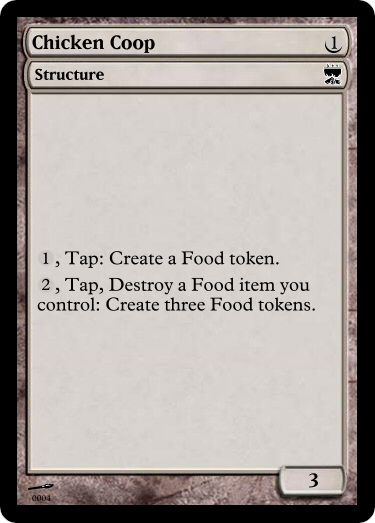 Chicken Coop 1
Structure
1, Tap: Create a Food token.
2, Tap, Destroy a Food item you
control: Create three Food tokens.
3
0004